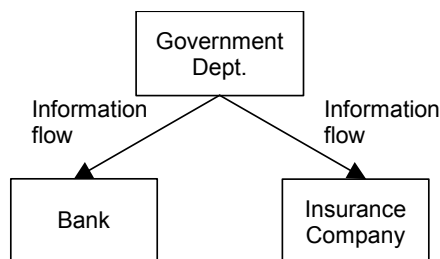 Government
Dept.
Information
flow
Information
flow
Bank
Insurance
Company